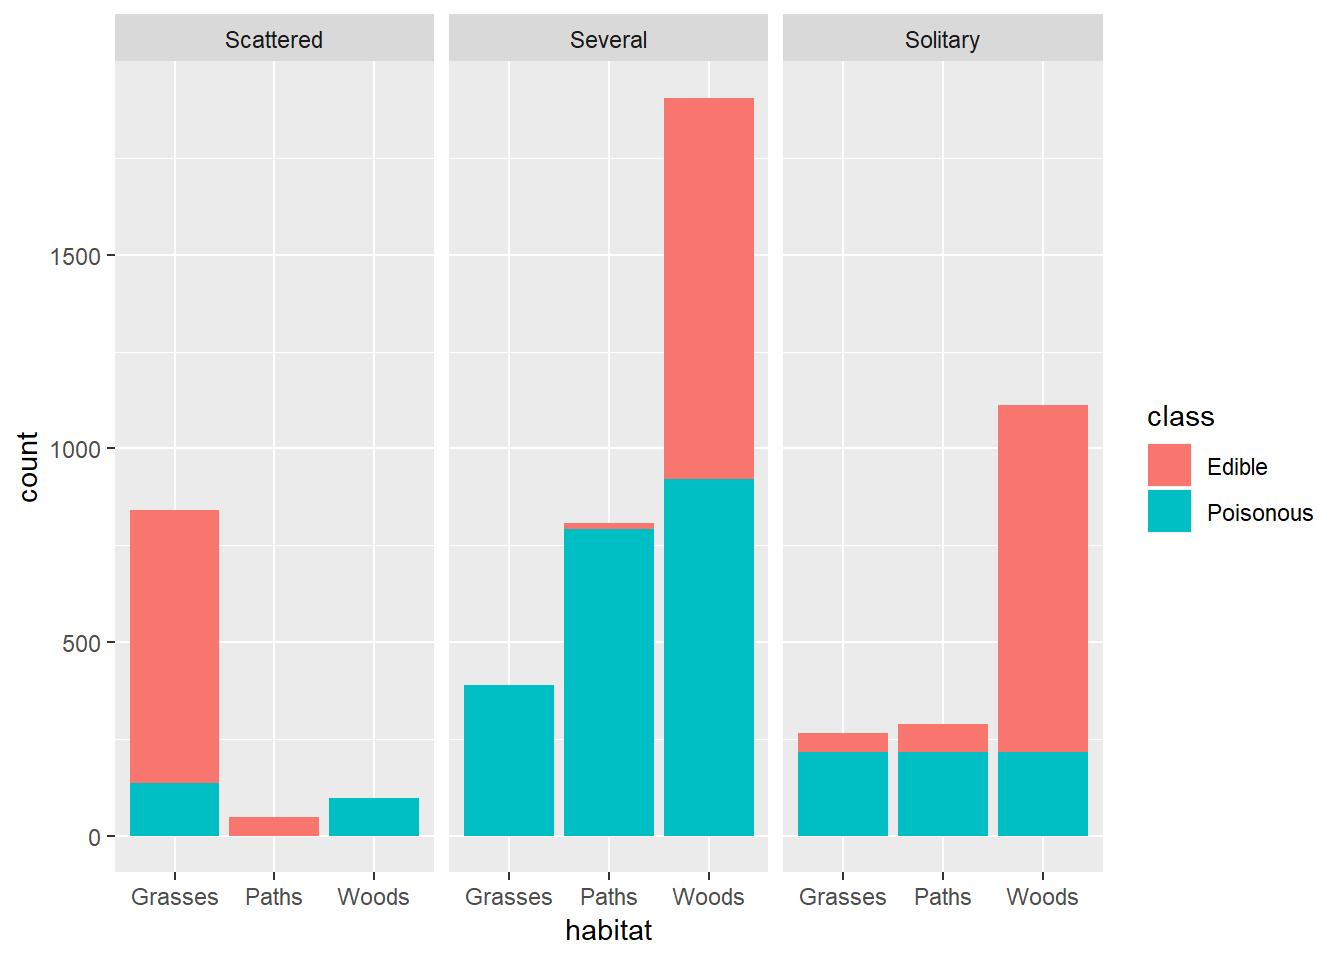 Scattered Several Solitary
1500
1000
500
0
count
Grasses Paths Woods Grasses Paths Woods Grasses Paths Woods
habitat
class
Edible
Poisonous